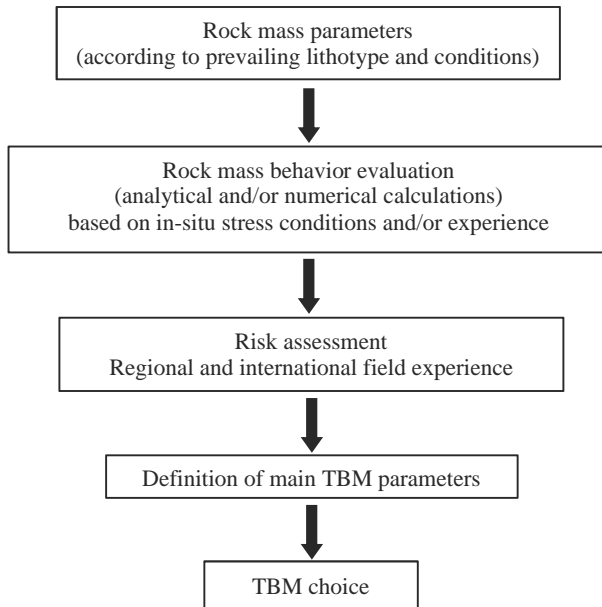 Rock mass parameters
(according to prevailing lithotype and conditions)
Rock mass behavior evaluation
(analytical and/or numerical calculations)
based on in-situ stress conditions and/or experience
Risk assessment
Regional and international field experience
Definition of main TBM parameters
TBM choice